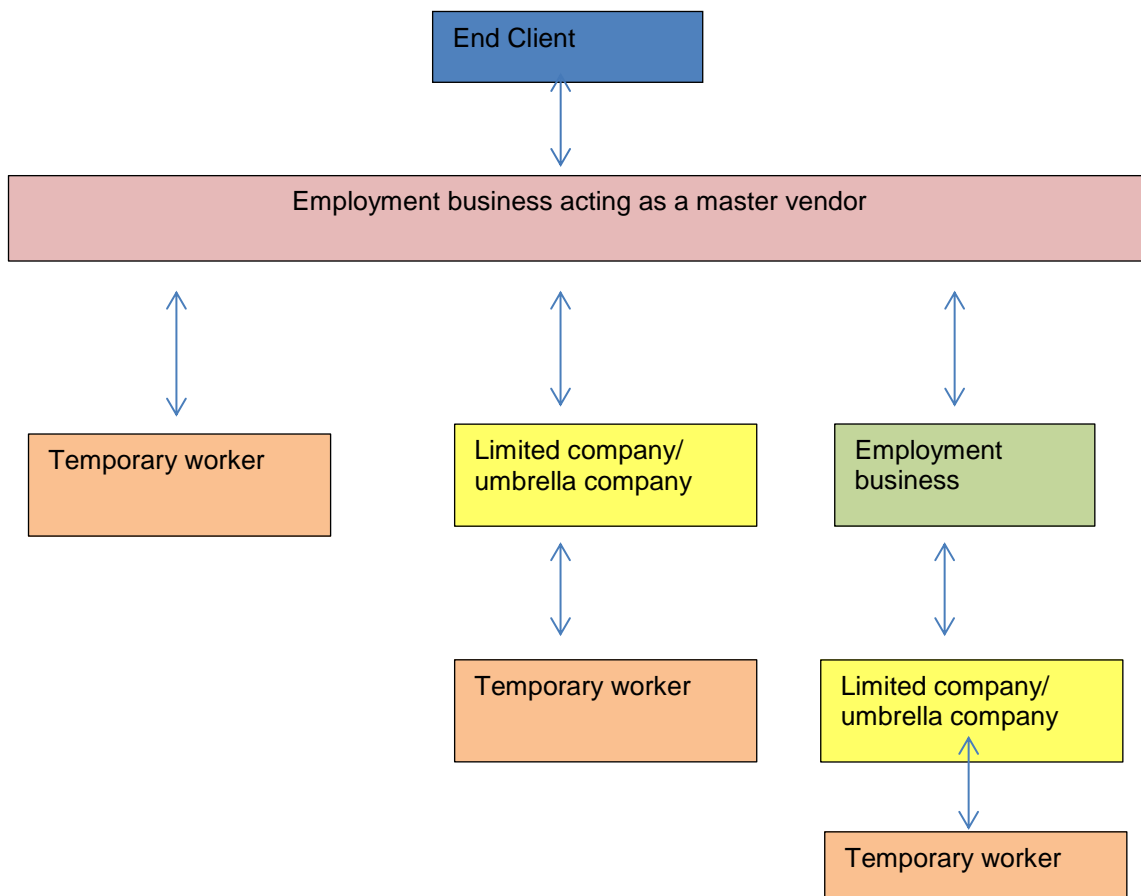 End Client
Employment business acting as a master vendor
Temporary worker
Limited company/
umbrella company
Employment
business
Temporary worker
Limited company/
umbrella company
Temporary worker